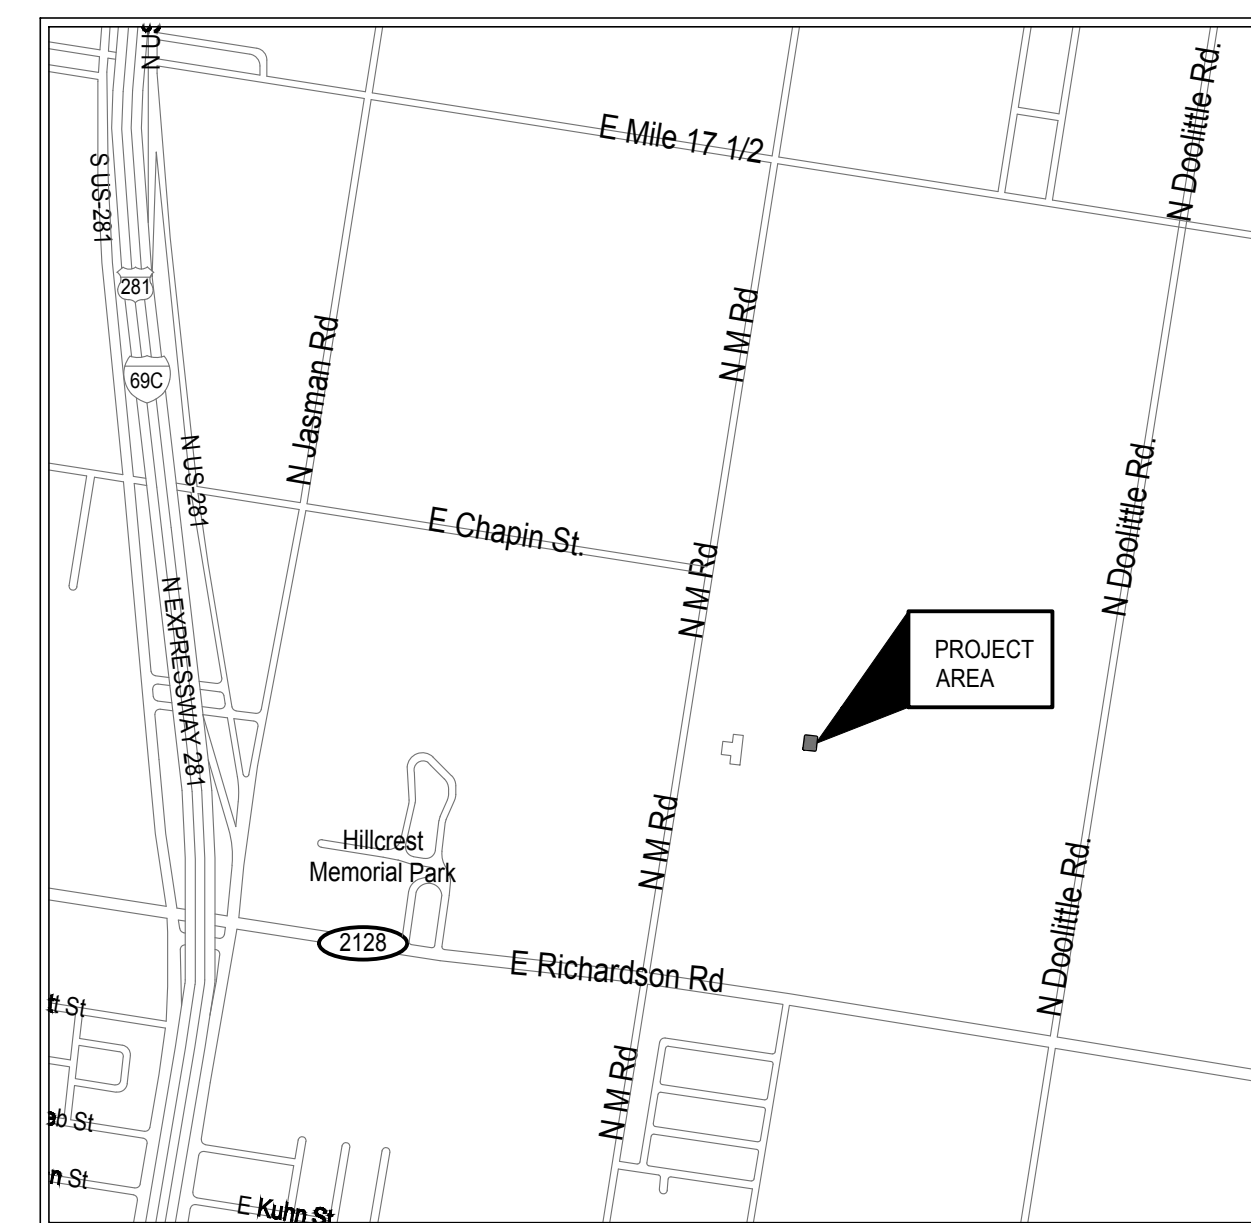 N US
E Mile 17 1/2
N Doolittle Rd.
S US-281
281
69C
N Jasman Rd
N M Rd
N US-281
E Chapin St.
N Doolittle Rd.
N M Rd
N EXPRESSWAY 281
PROJECT
AREA
N M Rd
Hillcrest
Memorial Park
N Doolittle Rd.
2128
E Richardson Rd
St
N M Rd
St
St
E Kuhn St